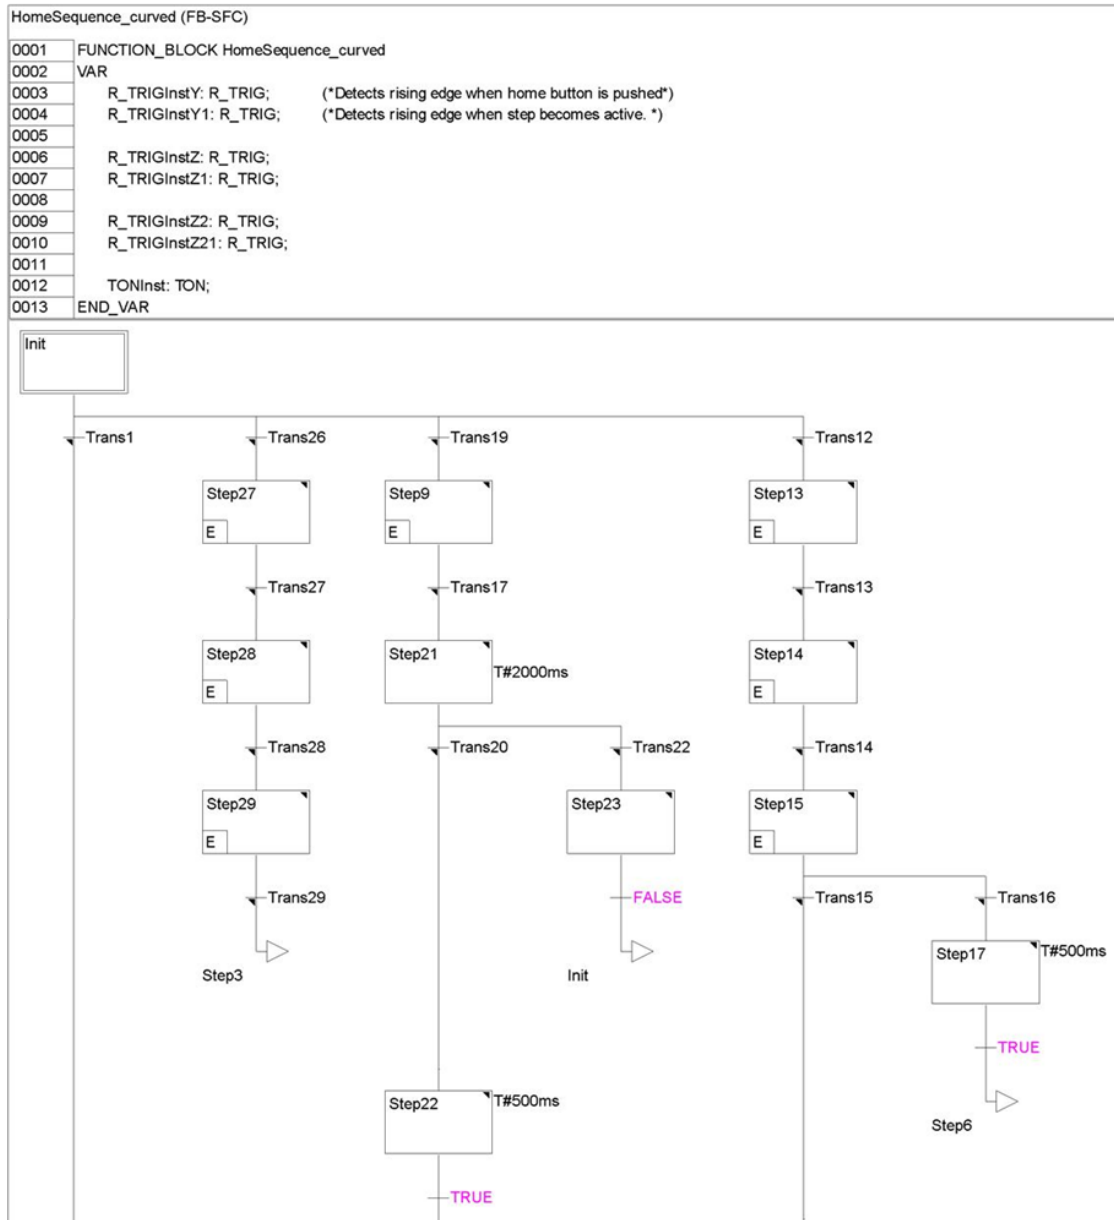 HomeSequence_curved (FB-SFC)
0001 FUNCTION_BLOCK HomeSequence_curved
0002 VAR
0003 R_TRIGInstY: R_TRIG; (*Detects rising edge when home button is pushed*)
0004 R_TRIGInstY1: R_TRIG; (*Detects rising edge when step becomes active. *)
0005
0006 R_TRIGInstZ: R_TRIG;
0007 R_TRIGInstZ1: R_TRIG;
0008
0009 R_TRIGInstZ2: R_TRIG;
0010 R_TRIGInstZ21: R_TRIG;
0011
0012 TONInst: TON;
0013 END_VAR
Init
Trans1 Trans26 Trans19 Trans12
Step27 Step9 Step13
E E E
Trans27 Trans17 Trans13
Step28 Step21 Step14
T#2000ms
E E
Trans28 Trans20 Trans22 Trans14
Step29 Step23 Step15
E E
Trans29 FALSE Trans15 Trans16
Step17 T#500ms
Step3 Init
TRUE
Step22 T#500ms
Step6
TRUE